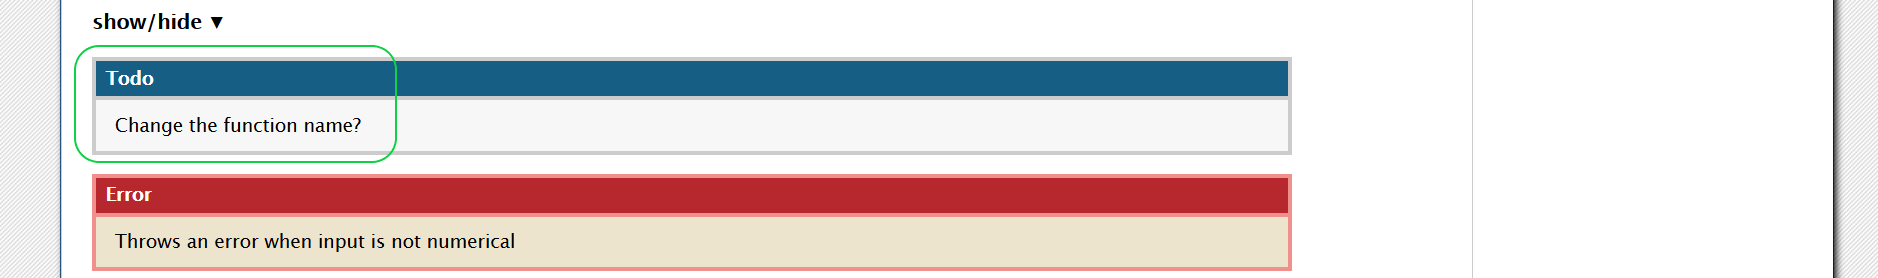 show/hide ▼
Todo
Change the function name?
Error
Throws an error when input is not numerical